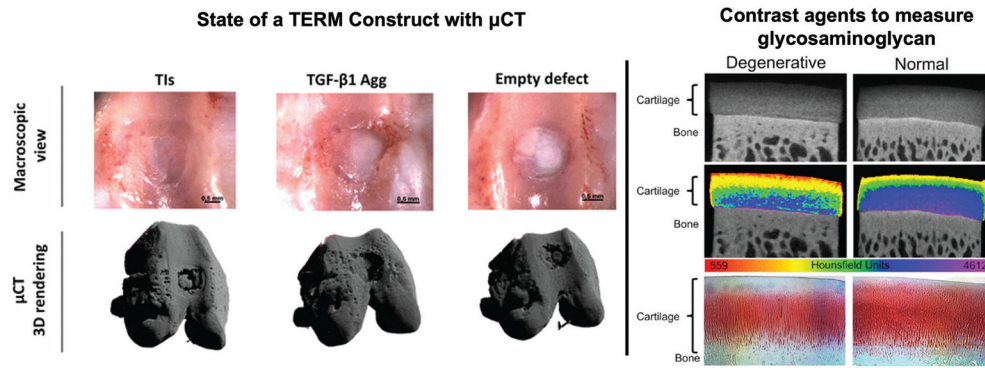 State of a TERM Construct with µCT
TIs
TGF-β1 Agg
Empty defect
Macroscopic
view
0.5 mm
0.5 mm
0.5 mm
µCT
3D rendering
Contrast agents to measure
glycosaminoglycan
Degenerative
Normal
Cartilage
Bone
Cartilage
Bone
559
Hounsfield Units
4612
Cartilage
Bone